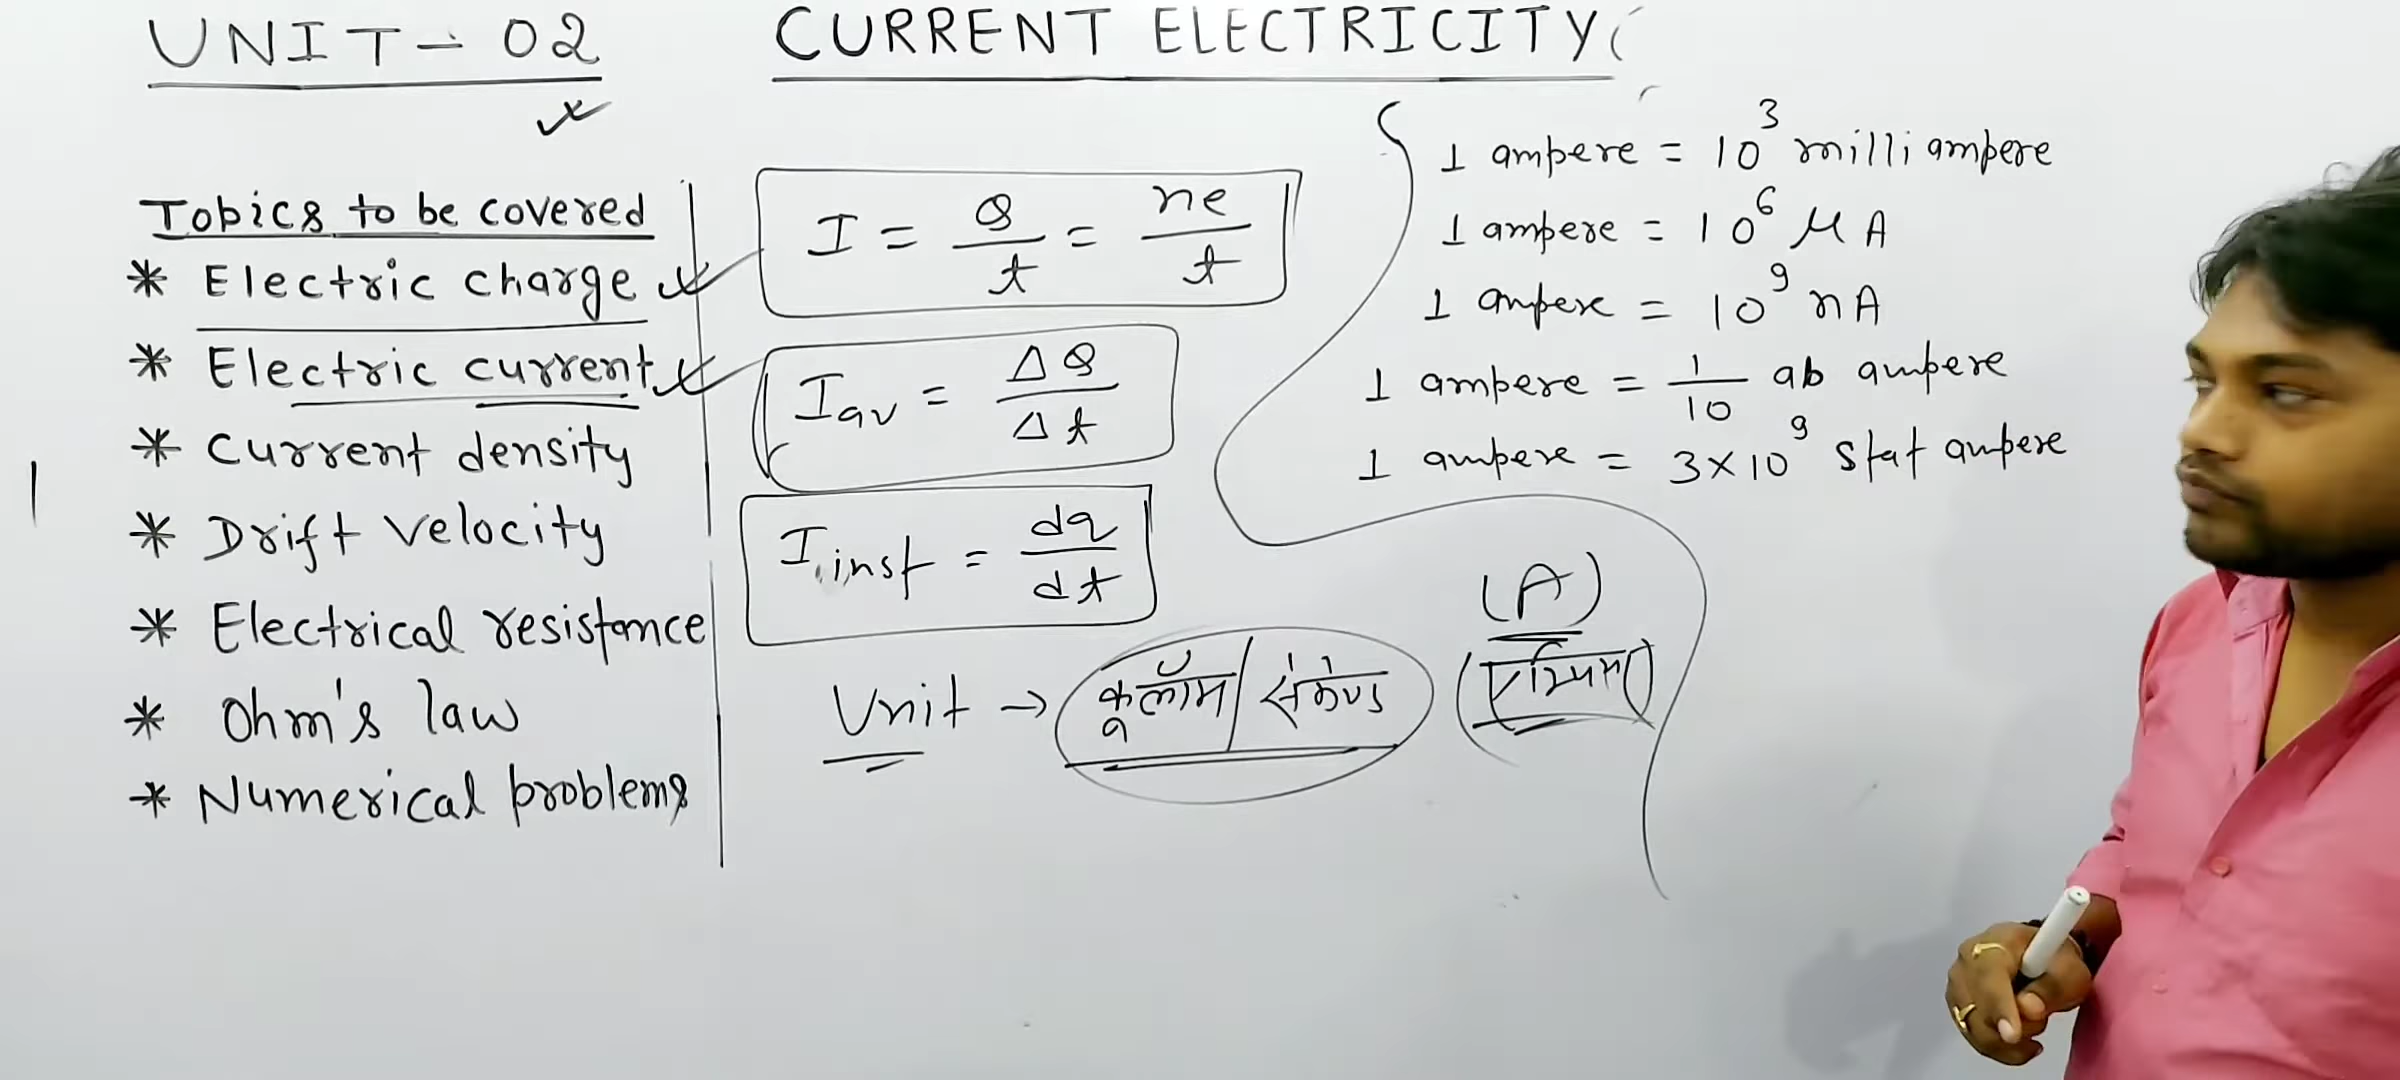 UNIT - 02
CURRENT ELECTRICITY
Topics to be covered
* Electric charge
* Electric current
* Current density
* Drift velocity
* Electrical resistance
* Ohm's law
* Numerical problems
I = Q/t = ne/t
I av = ΔQ/Δt
I inst = dq/dt
Unit → कूलॉम/सेकेण्ड
(A)
(एम्पियर)
1 ampere = 10³ milli ampere
1 ampere = 10⁶ μA
1 ampere = 10⁹ nA
1 ampere = 1/10 ab ampere
1 ampere = 3×10⁹ stat ampere